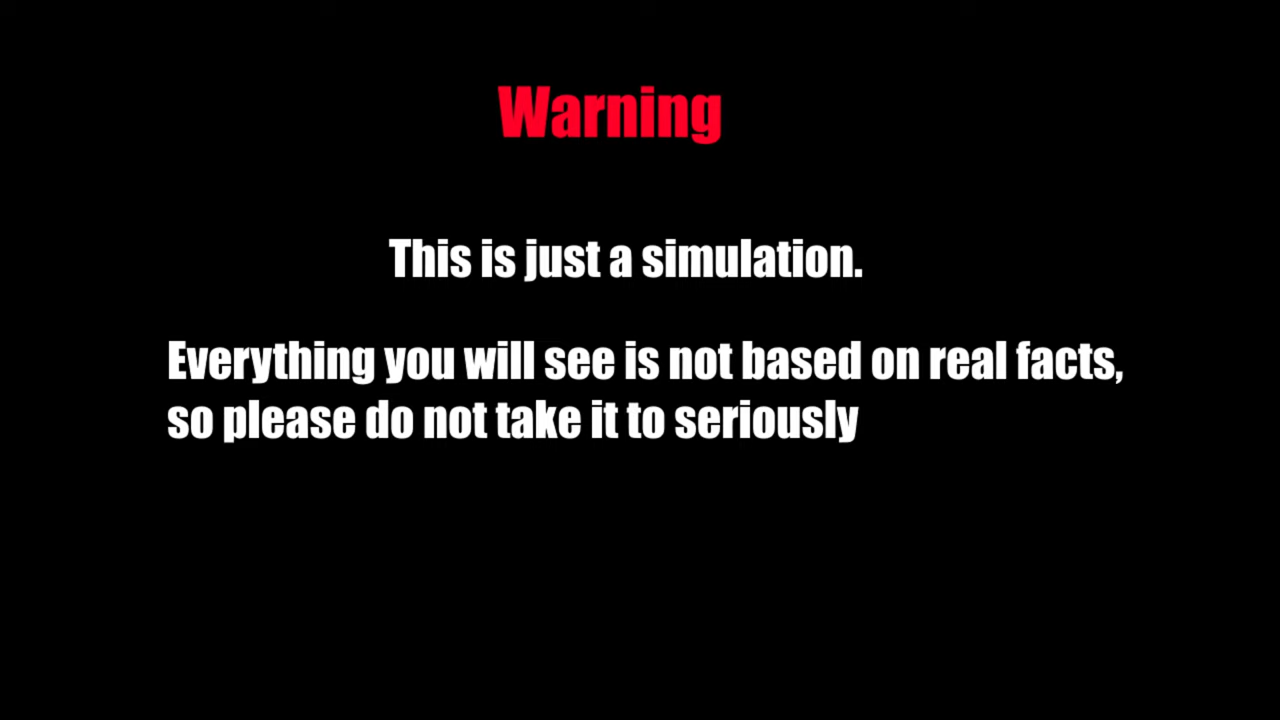 Warning
This is just a simulation.
Everything you will see is not based on real facts,
so please do not take it to seriously